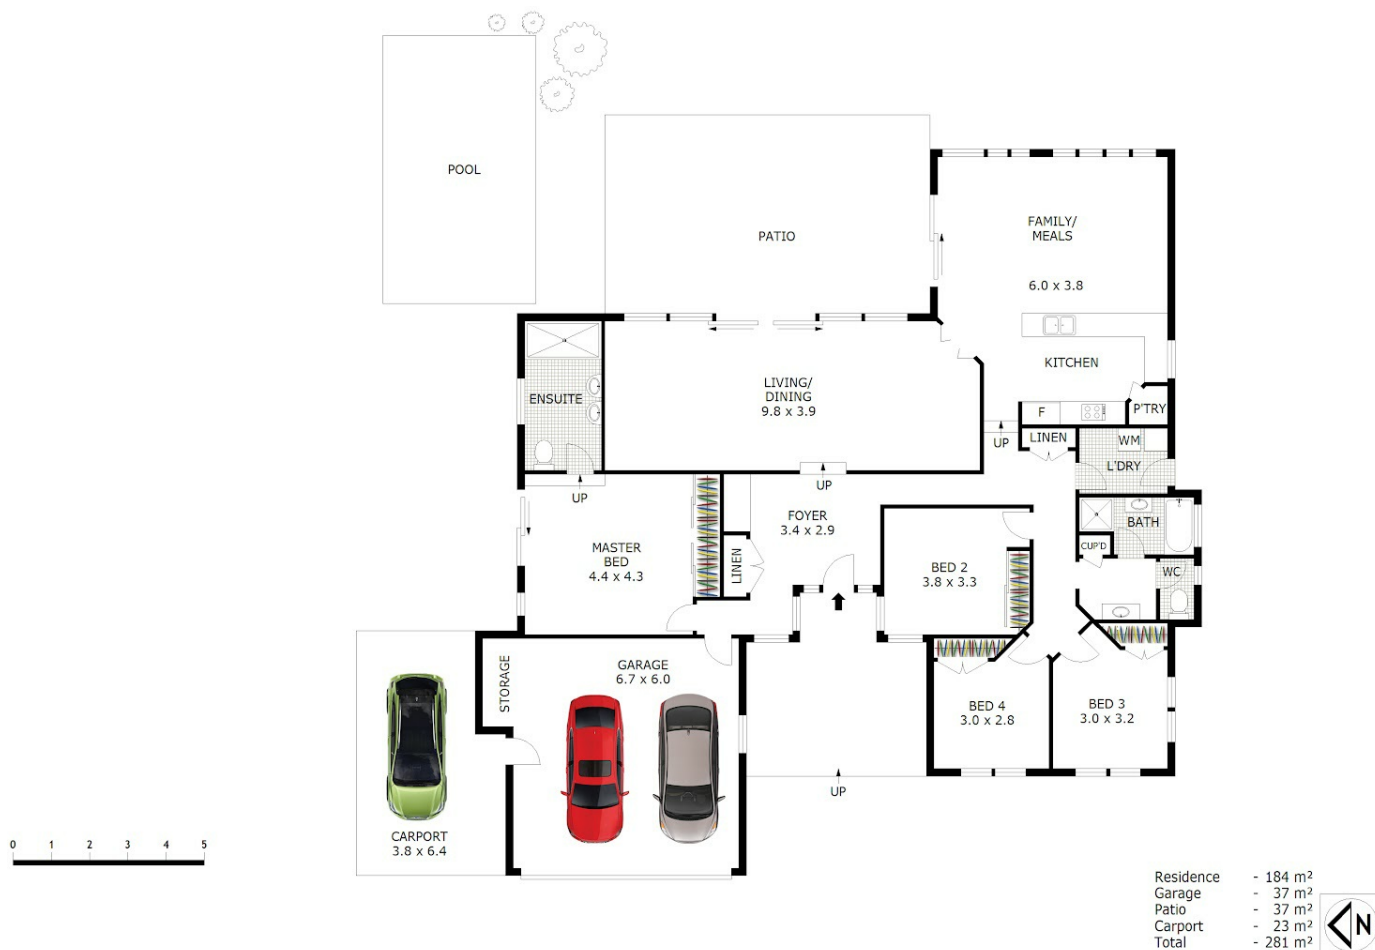 POOL
PATIO
FAMILY/
MEALS
6.0 x 3.8
KITCHEN
LIVING/
DINING
9.8 x 3.9
ENSUITE
F
P'TRY
UP
LINEN
WM
L'DRY
UP
UP
FOYER
3.4 x 2.9
BATH
CUP'D
MASTER
BED
4.4 x 4.3
LINEN
BED 2
3.8 x 3.3
WC
STORAGE
GARAGE
6.7 x 6.0
BED 4
3.0 x 2.8
BED 3
3.0 x 3.2
UP
CARPORT
3.8 x 6.4
0 1 2 3 4 5
Residence - 184 m²
Garage - 37 m²
Patio - 37 m²
Carport - 23 m²
Total - 281 m²
N